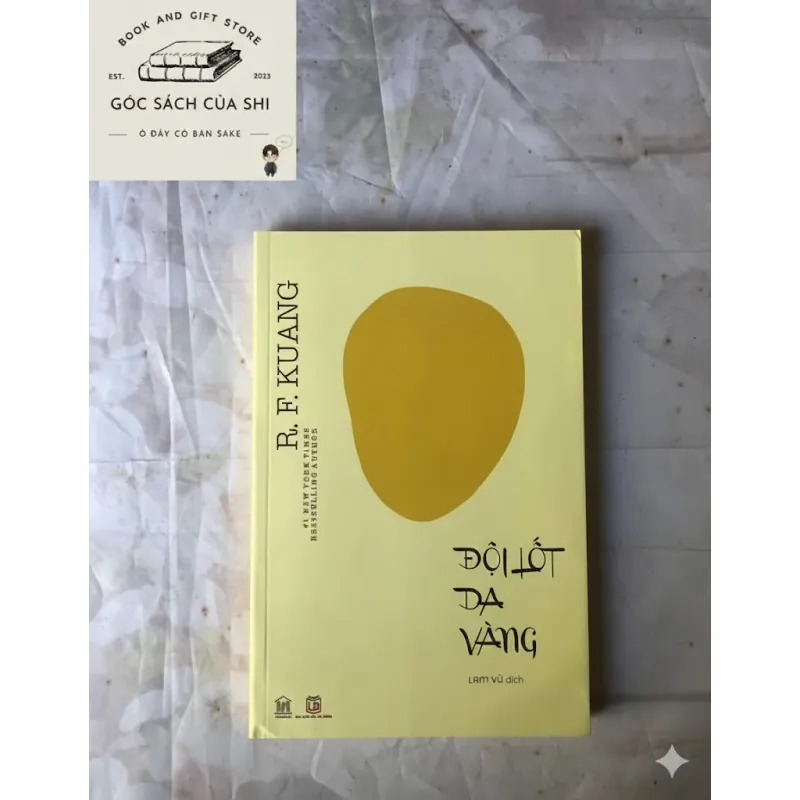 BOOK AND GIFT STORE
EST.
2023
GÓC SÁCH CỦA SHI
Ở ĐÂY CÓ BÁN SAKE
R. F. KUANG
#1 NEW YORK TIMES
BESTSELLING AUTHOR
ĐỘI LỐT
DA
VÀNG
LAM VŨ dịch